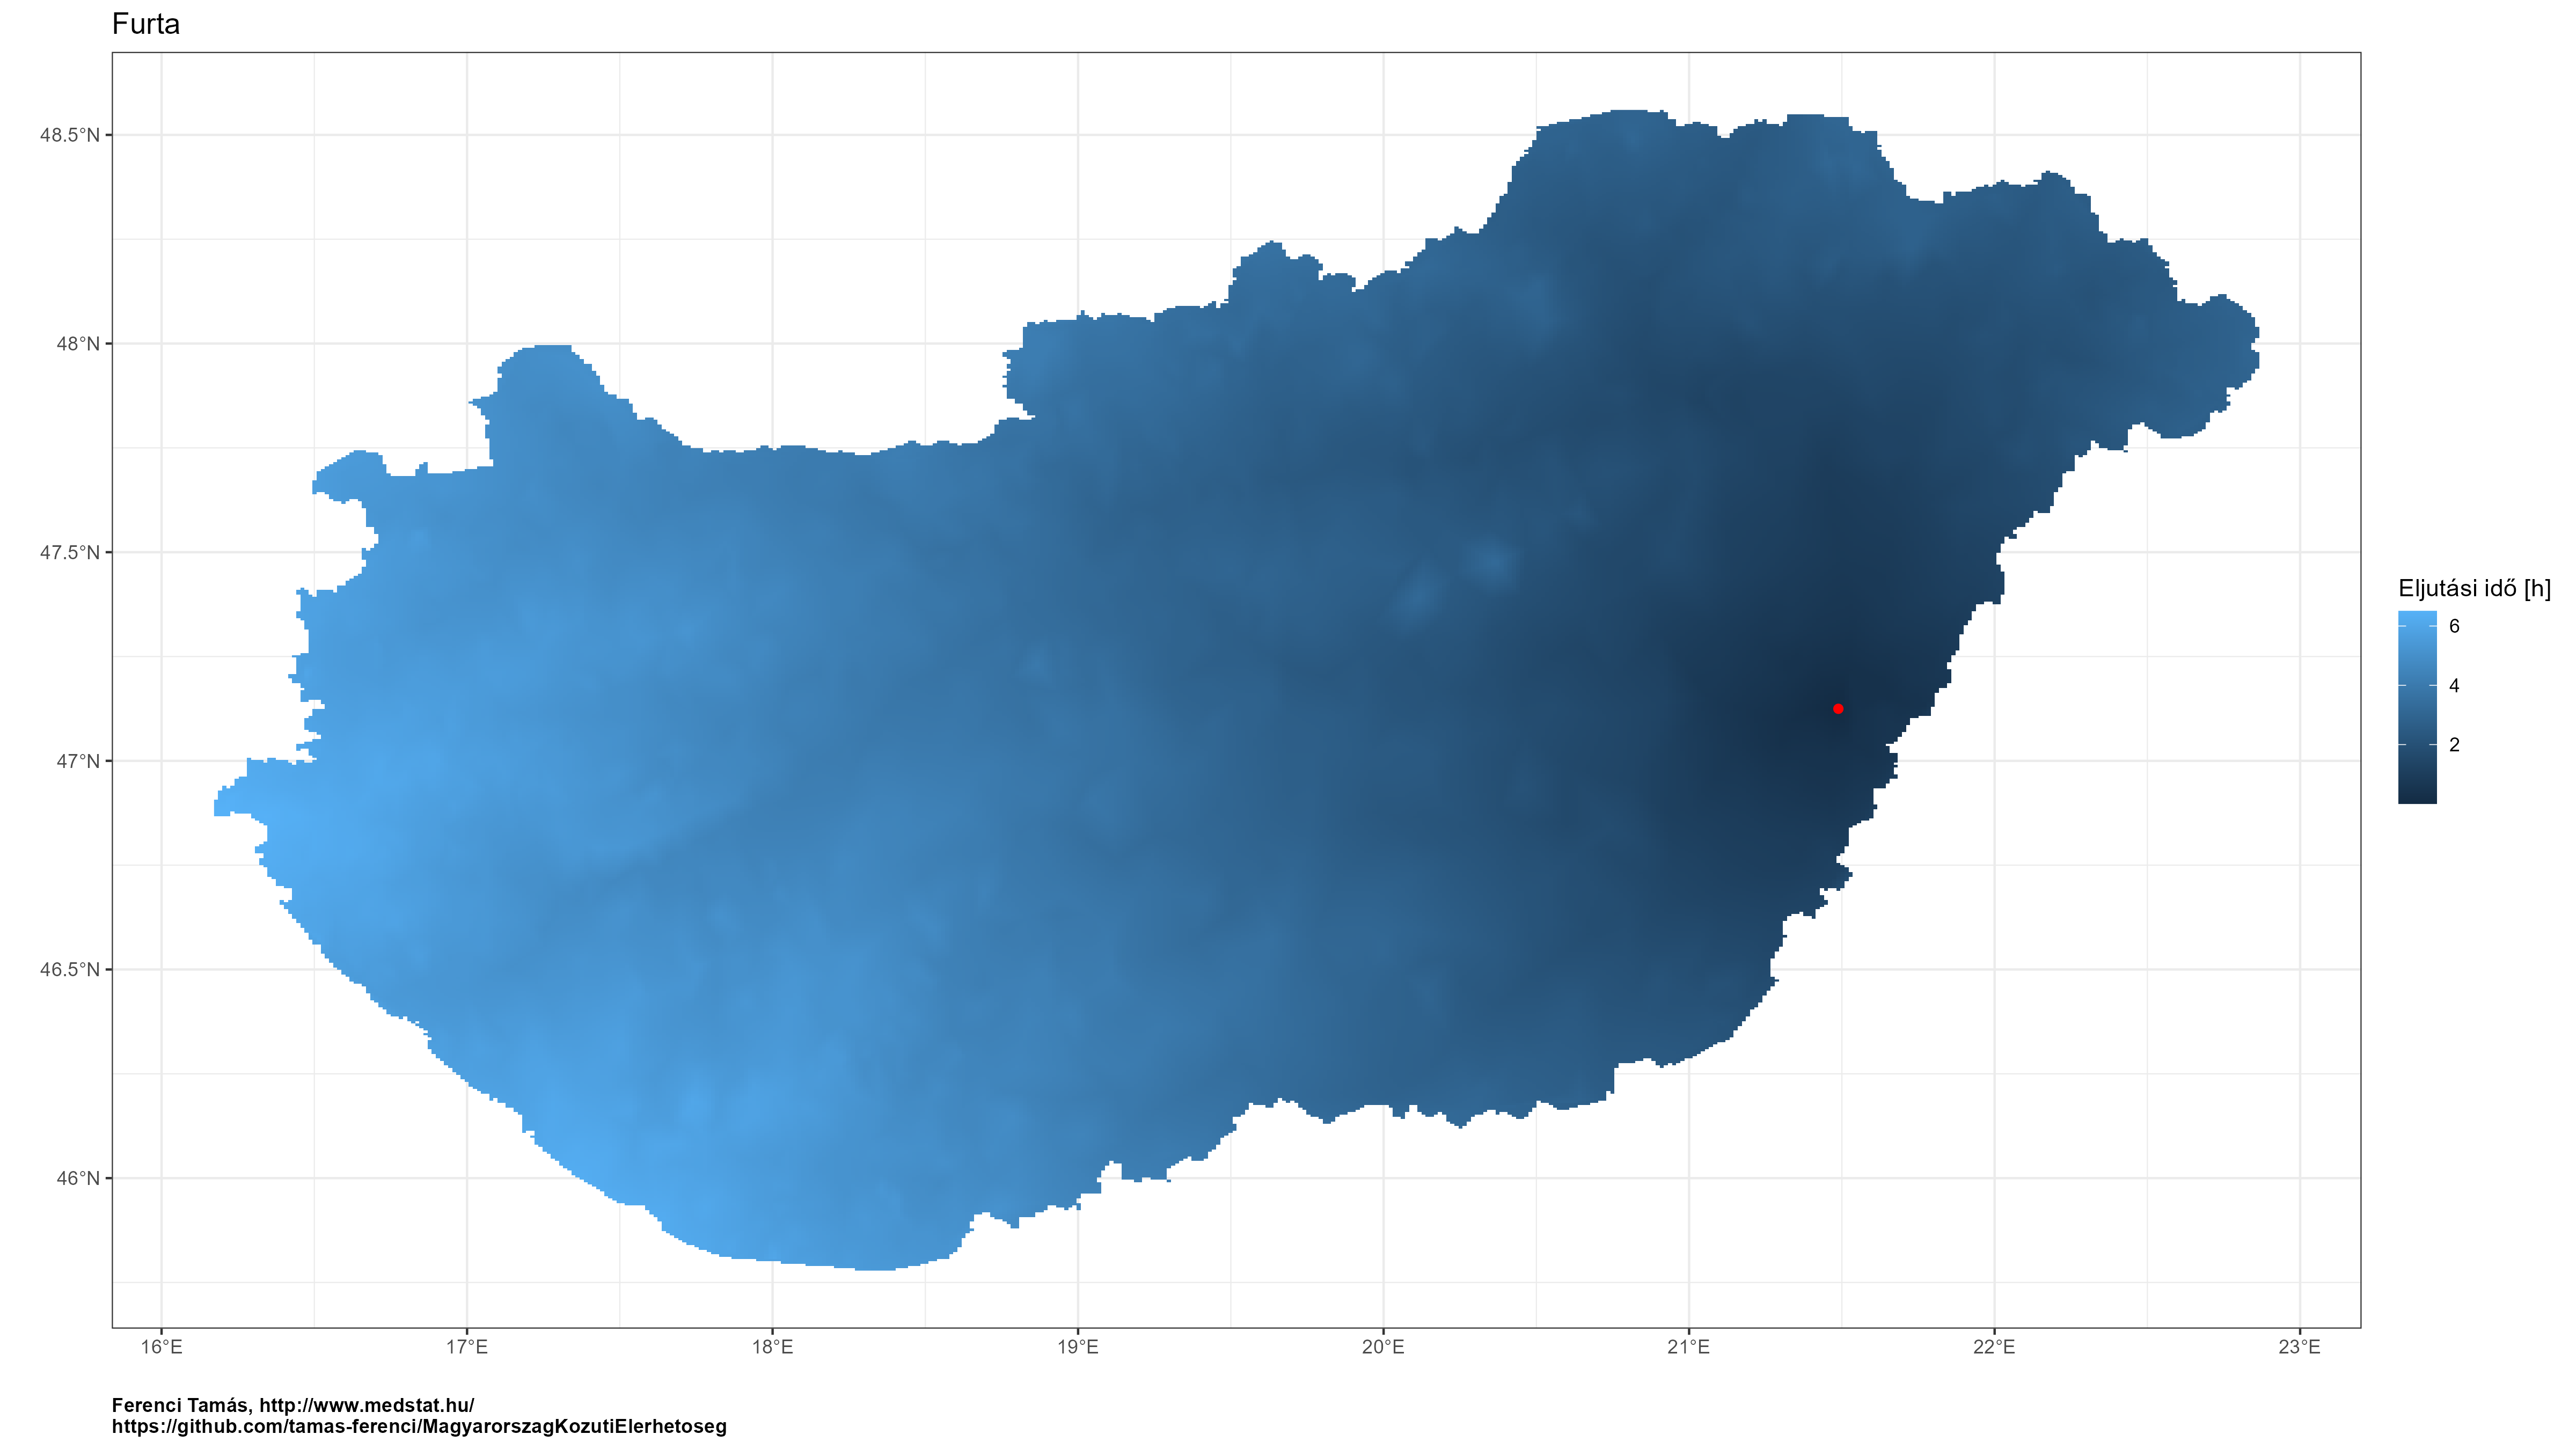 Furta
48.5°N
48°N
47.5°N
47°N
46.5°N
46°N
16°E 17°E 18°E 19°E 20°E 21°E 22°E 23°E
Eljutási idő [h]
6
4
2
Ferenci Tamás, http://www.medstat.hu/
https://github.com/tamas-ferenci/MagyarorszagKozutiElerhetoseg